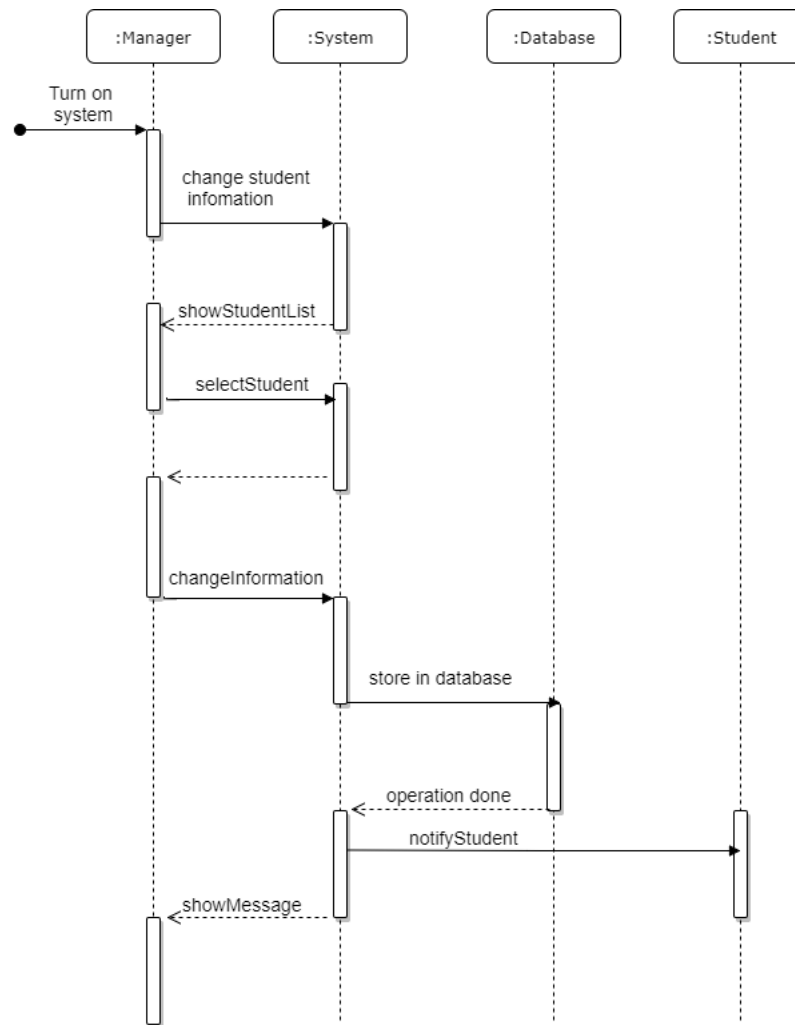 :Manager
:System
:Database
:Student
Turn on
system
change student
infomation
showStudentList
selectStudent
changeInformation
store in database
operation done
notifyStudent
showMessage